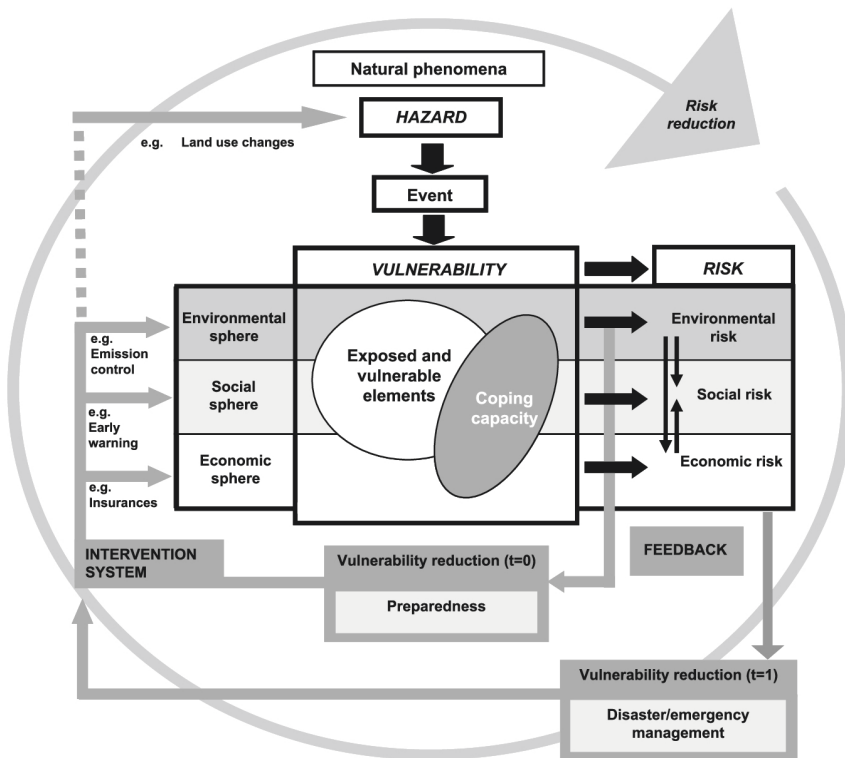 Natural phenomena
HAZARD
Risk
reduction
e.g. Land use changes
Event
VULNERABILITY
RISK
Environmental
sphere
Environmental
risk
e.g.
Emission
control
Exposed and
vulnerable
elements
Coping
capacity
Social
sphere
Social risk
e.g.
Early
warning
Economic
sphere
Economic risk
e.g.
Insurances
INTERVENTION
SYSTEM
Vulnerability reduction (t=0)
Preparedness
FEEDBACK
Vulnerability reduction (t=1)
Disaster/emergency
management